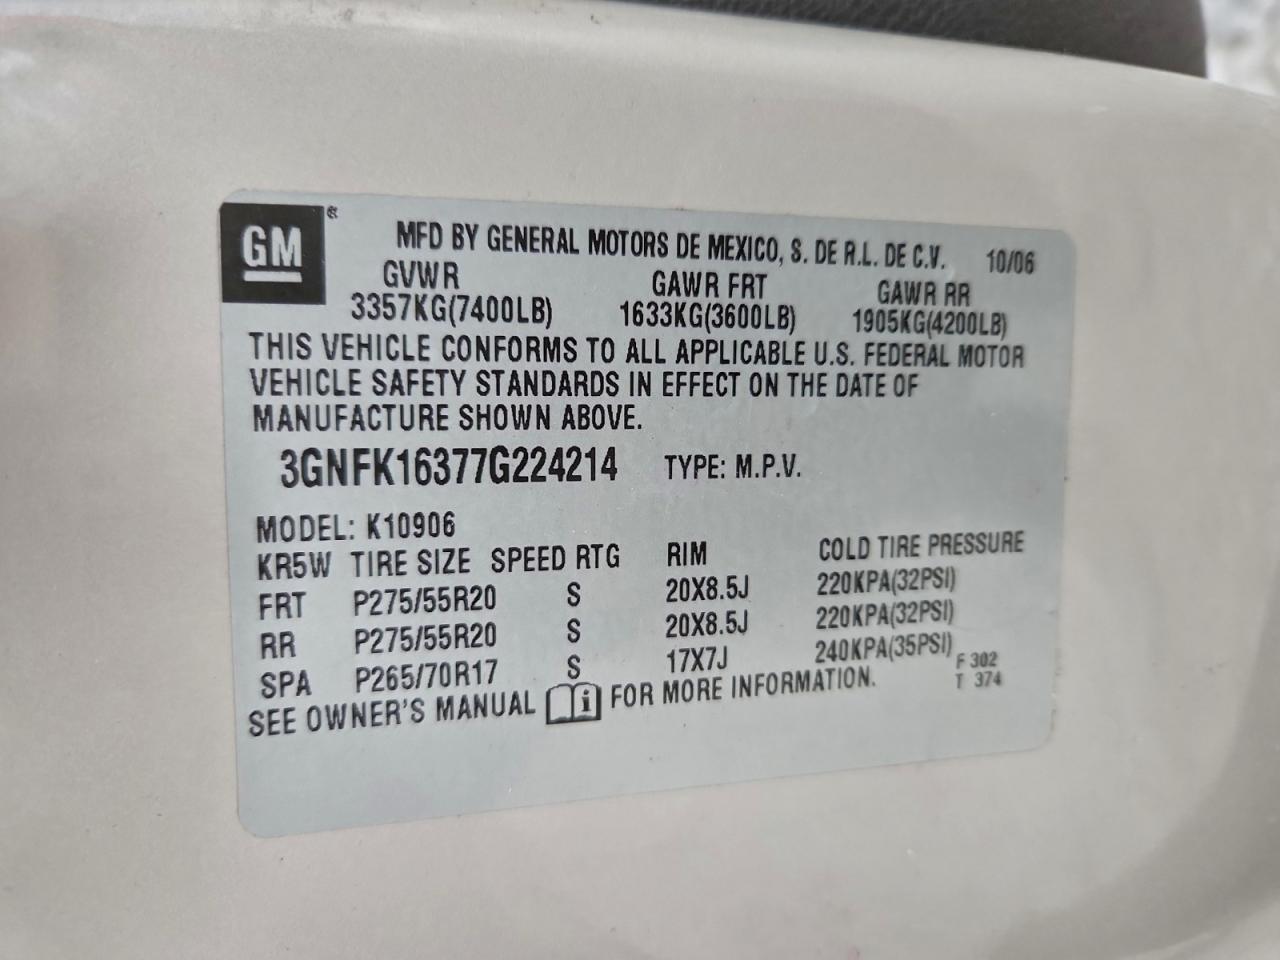 GM®
MFD BY GENERAL MOTORS DE MEXICO, S. DE R.L. DE C.V. 10/06
GVWR GAWR FRT GAWR RR
3357KG(7400LB) 1633KG(3600LB) 1905KG(4200LB)
THIS VEHICLE CONFORMS TO ALL APPLICABLE U.S. FEDERAL MOTOR
VEHICLE SAFETY STANDARDS IN EFFECT ON THE DATE OF
MANUFACTURE SHOWN ABOVE.
3GNFK16377G224214 TYPE: M.P.V.
MODEL: K10906
KR5W TIRE SIZE SPEED RTG RIM COLD TIRE PRESSURE
FRT P275/55R20 S 20X8.5J 220KPA(32PSI)
RR P275/55R20 S 20X8.5J 220KPA(32PSI)
SPA P265/70R17 S 17X7J 240KPA(35PSI)
F 302
T 374
SEE OWNER'S MANUAL i FOR MORE INFORMATION.